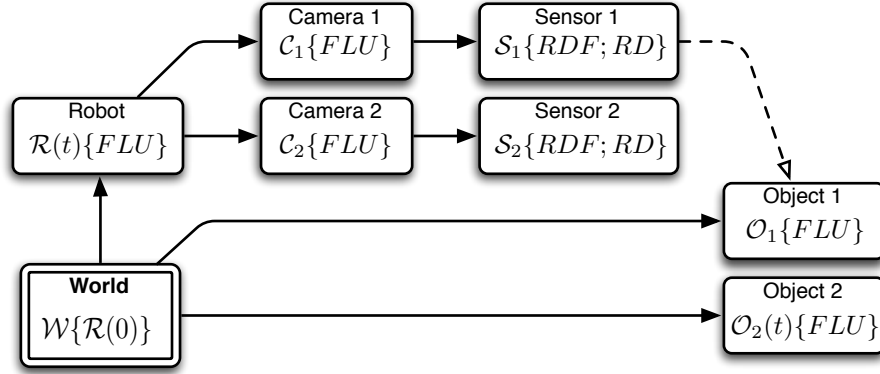 Camera 1
C₁{FLU}
Sensor 1
S₁{RDF; RD}
Robot
R(t){FLU}
Camera 2
C₂{FLU}
Sensor 2
S₂{RDF; RD}
Object 1
O₁{FLU}
World
W{R(0)}
Object 2
O₂(t){FLU}